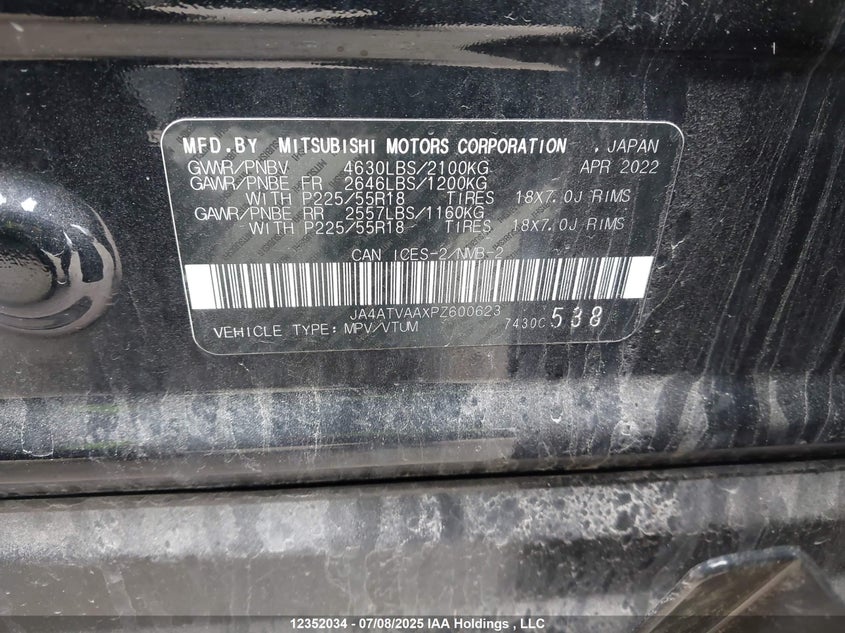 MFD.BY MITSUBISHI MOTORS CORPORATION , JAPAN
GVWR/PNBV 4630LBS/2100KG APR 2022
GAWR/PNBE FR 2646LBS/1200KG
WITH P225/55R18 TIRES 18X7.0J RIMS
GAWR/PNBE RR 2557LBS/1160KG
WITH P225/55R18 TIRES 18X7.0J RIMS
CAN ICES-2/NMB-2
JA4ATVAAXPZ600623
VEHICLE TYPE: MPV/VTUM 7430C 538
12352034 - 07/08/2025 IAA Holdings , LLC